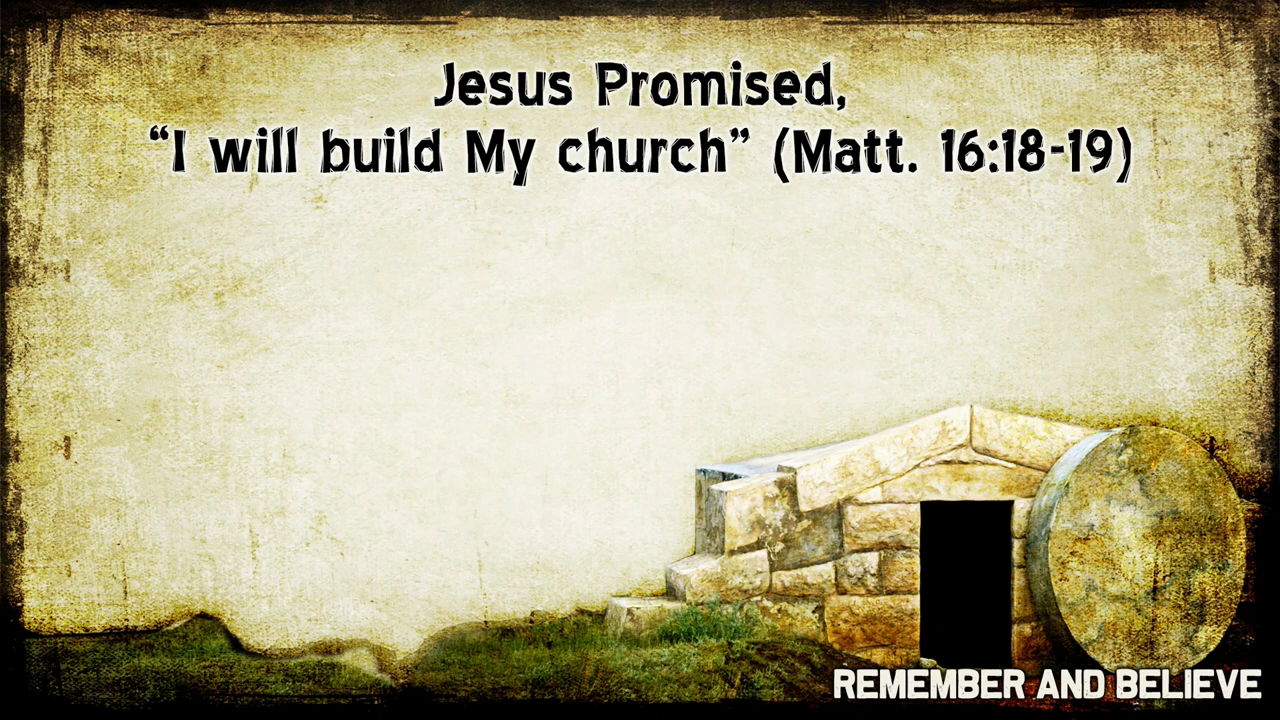 Jesus Promised,
“I will build My church” (Matt. 16:18-19)
REMEMBER AND BELIEVE